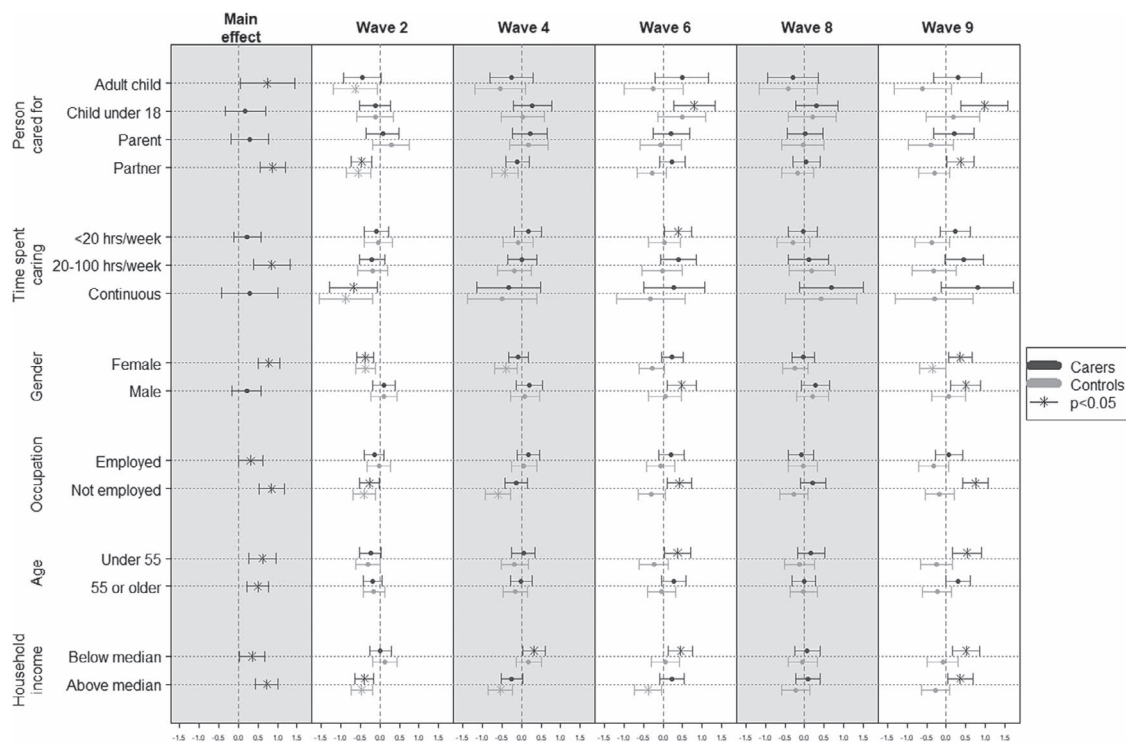 Main effect
Wave 2
Wave 4
Wave 6
Wave 8
Wave 9
Person cared for
Adult child
Child under 18
Parent
Partner
Time spent caring
<20 hrs/week
20-100 hrs/week
Continuous
Gender
Female
Male
Occupation
Employed
Not employed
Age
Under 55
55 or older
Household income
Below median
Above median
Carers
Controls
p<0.05
-1.5 -1.0 -0.5 0.0 0.5 1.0 1.5
-1.5 -1.0 -0.5 0.0 0.5 1.0 1.5
-1.5 -1.0 -0.5 0.0 0.5 1.0 1.5
-1.5 -1.0 -0.5 0.0 0.5 1.0 1.5
-1.5 -1.0 -0.5 0.0 0.5 1.0 1.5
-1.5 -1.0 -0.5 0.0 0.5 1.0 1.5